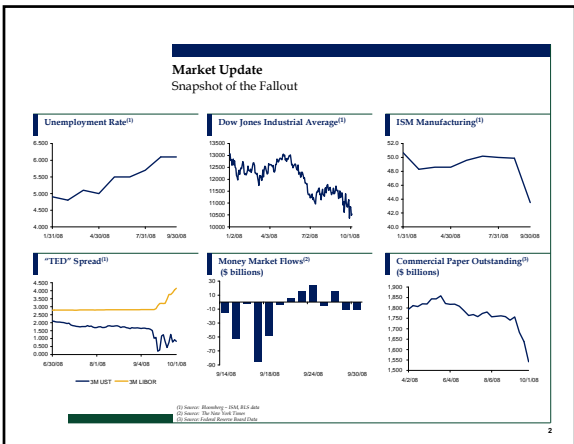 Market Update
Snapshot of the Fallout
Unemployment Rate(1)
6.500
6.000
5.500
5.000
4.500
4.000
1/31/08 4/30/08 7/31/08 9/30/08
Dow Jones Industrial Average(1)
13500
13000
12500
12000
11500
11000
10500
10000
1/2/08 4/3/08 7/2/08 10/1/08
ISM Manufacturing(1)
52.0
50.0
48.0
46.0
44.0
42.0
40.0
1/31/08 4/30/08 7/31/08 9/30/08
"TED" Spread(1)
4.500
4.000
3.500
3.000
2.500
2.000
1.500
1.000
0.500
0.000
6/30/08 8/1/08 9/4/08 10/1/08
3M UST 3M LIBOR
Money Market Flows(2)
($ billions)
30
10
-10
-30
-50
-70
-90
9/14/08 9/18/08 9/24/08 9/30/08
Commercial Paper Outstanding(3)
($ billions)
1,900
1,850
1,800
1,750
1,700
1,650
1,600
1,550
1,500
4/2/08 6/4/08 8/6/08 10/1/08
(1) Source: Bloomberg – ISM, BLS data
(2) Source: The New York Times
(3) Source: Federal Reserve Board Data
2